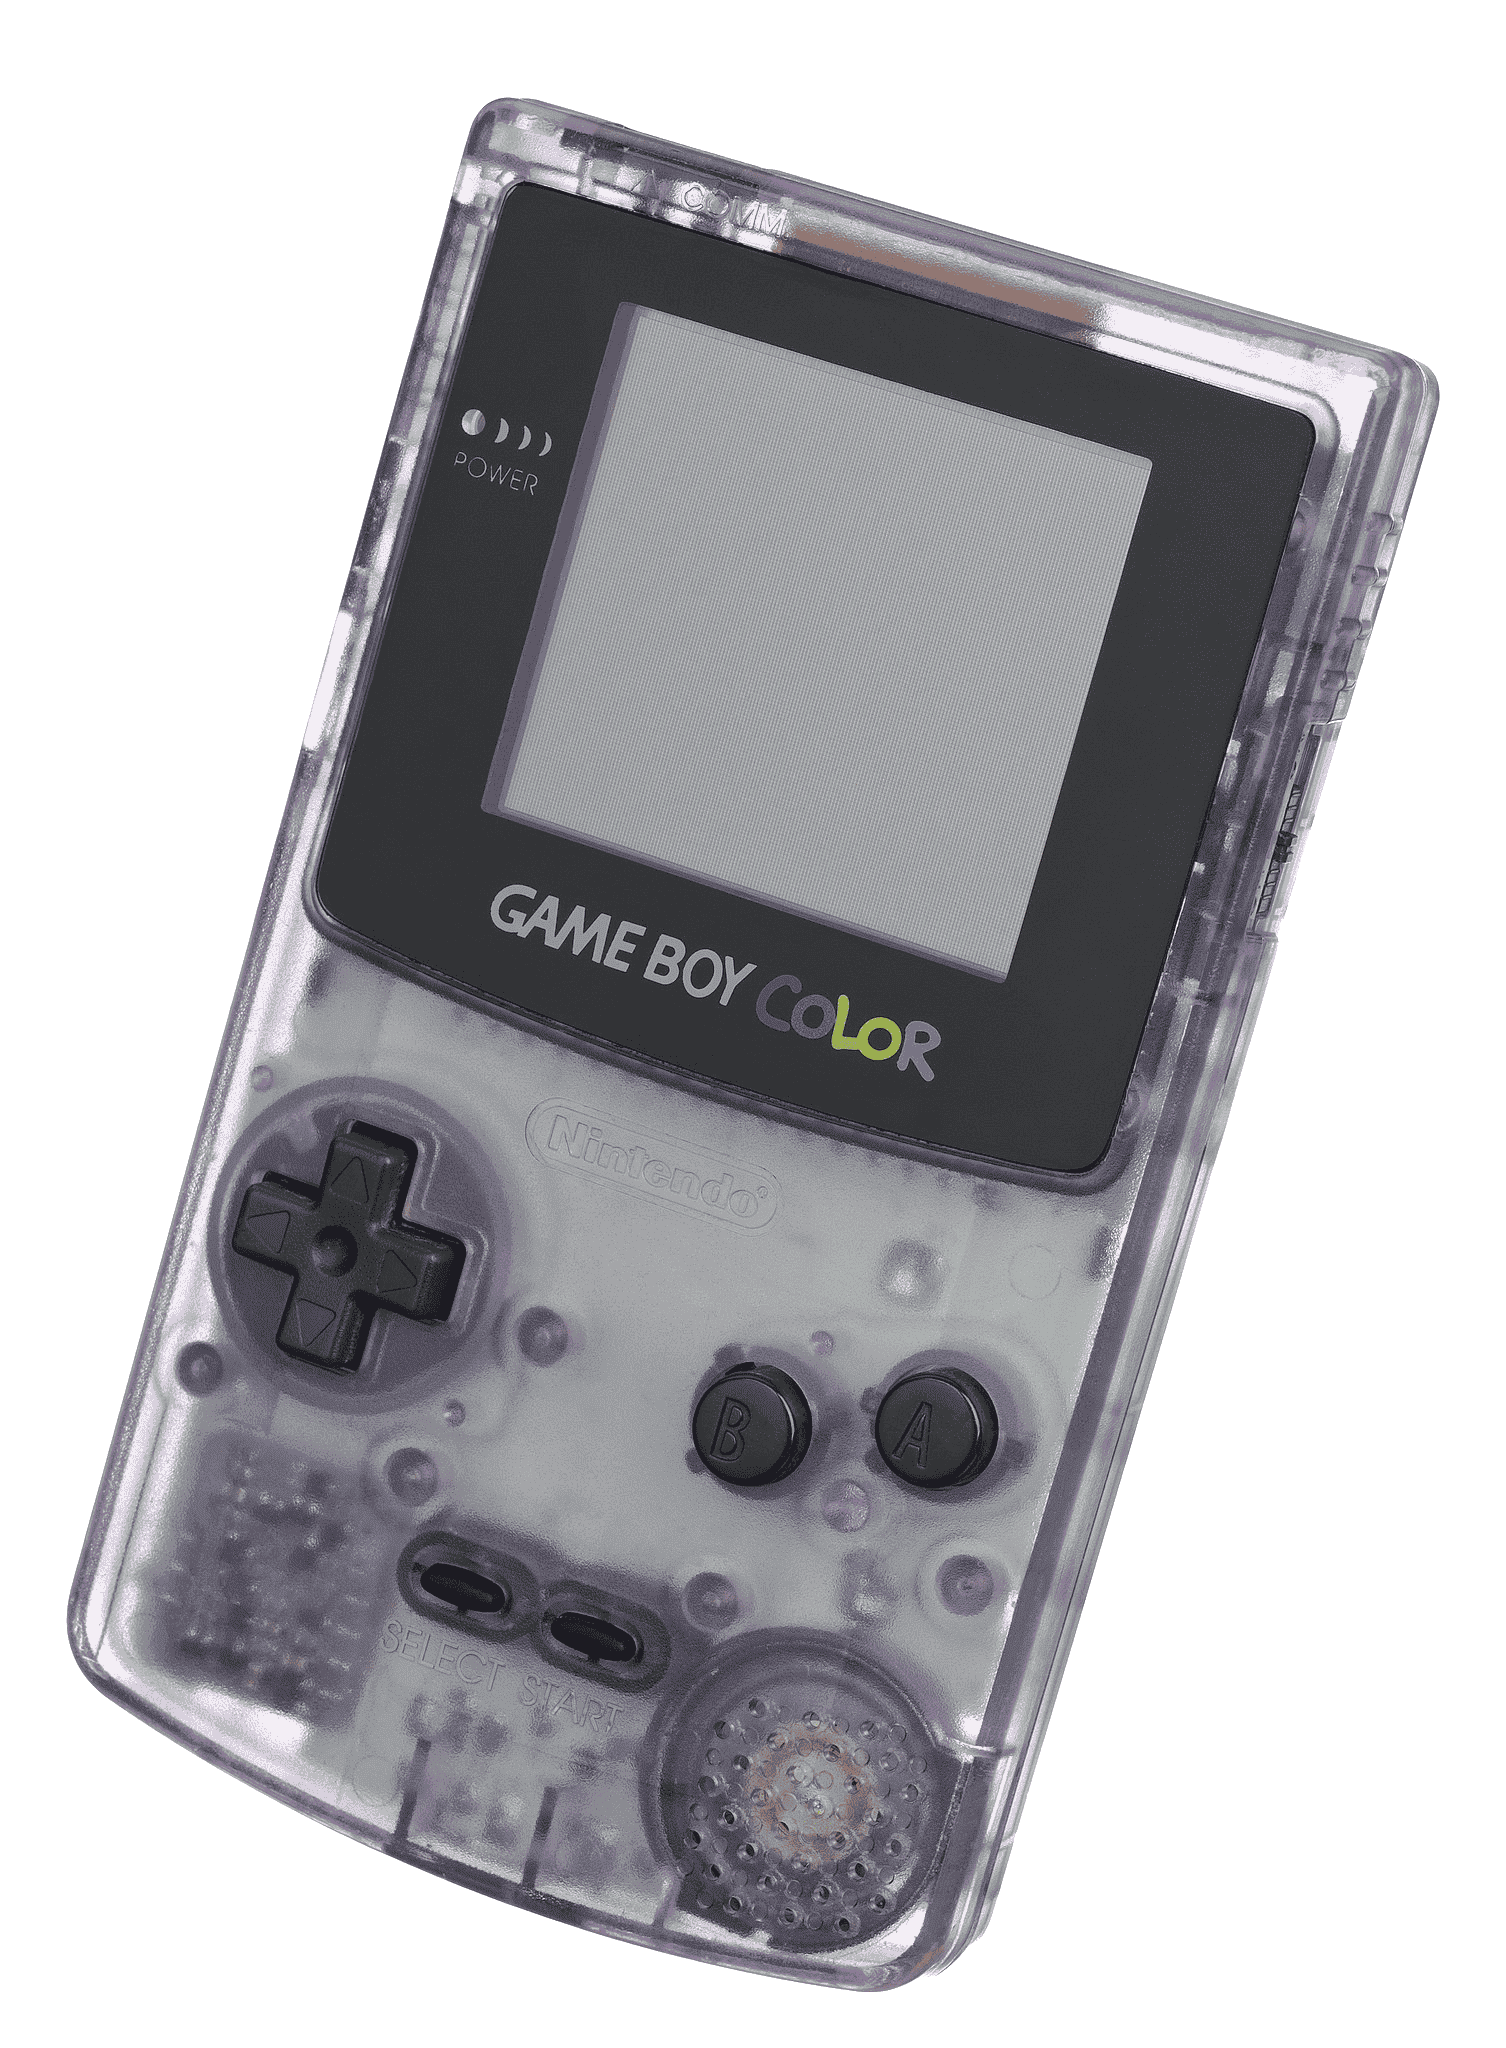 COMM.
POWER
GAME BOY COLOR
Nintendo®
B A
SELECT START